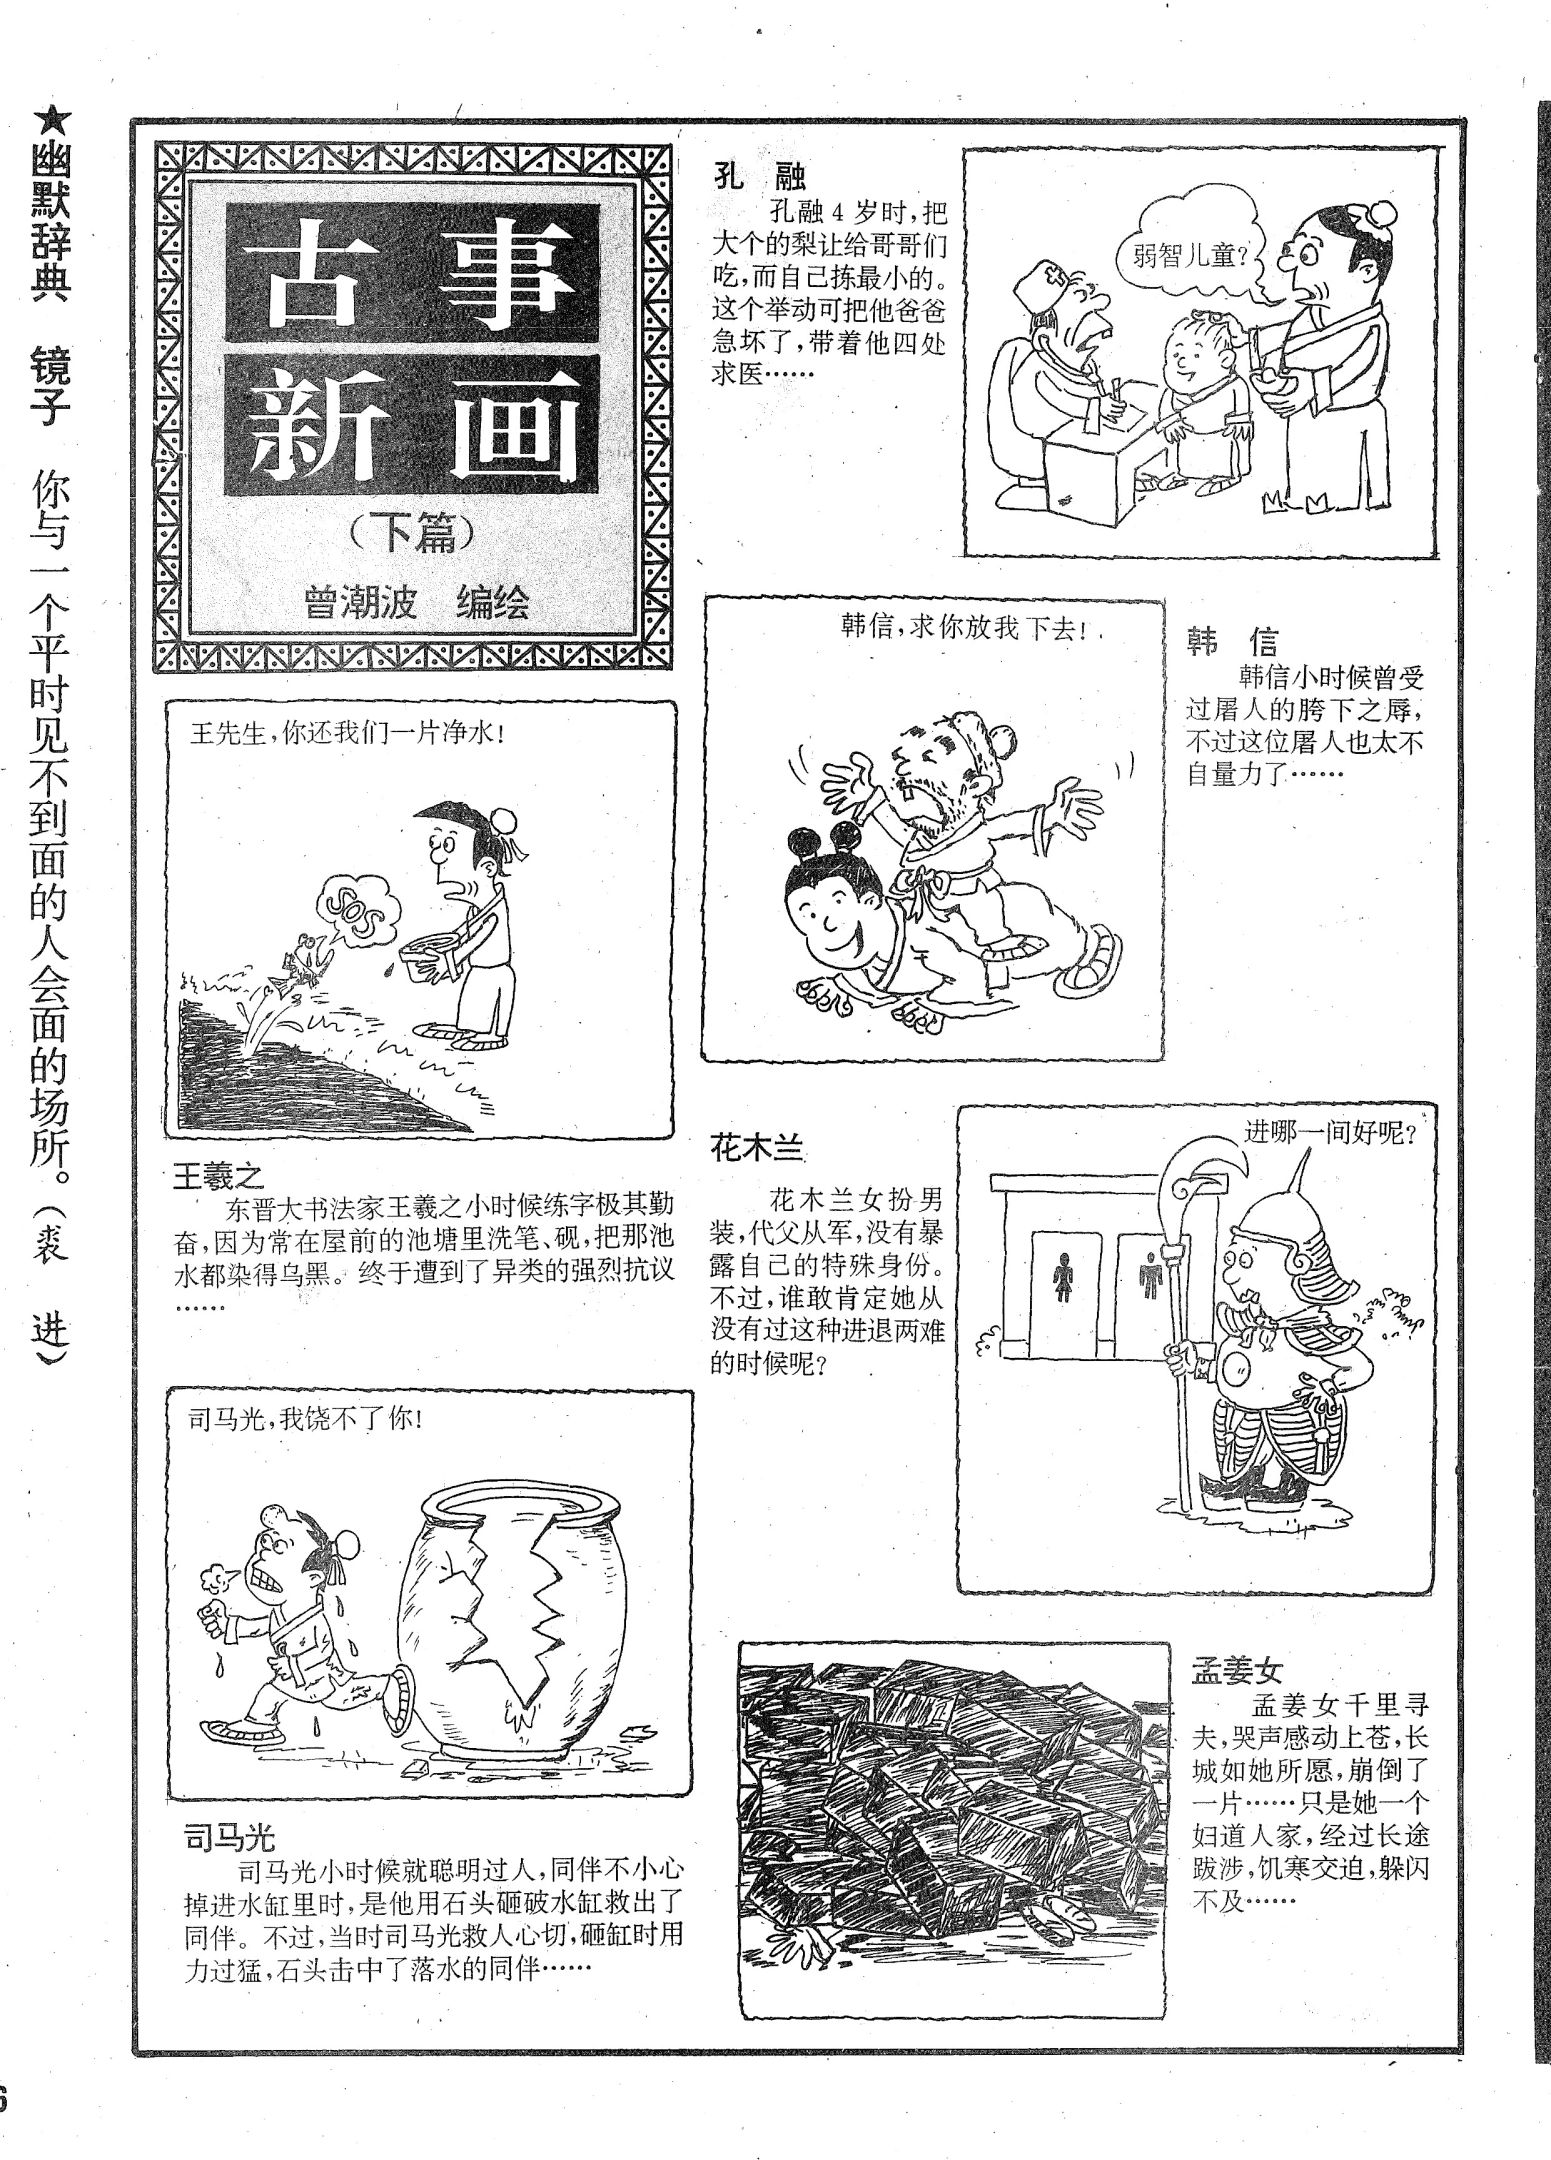 ★幽默辞典　镜子　你与一个平时见不到面的人会面的场所。(裘　进)
古事
新画
(下篇)
曾潮波　编绘
孔　融
孔融4岁时,把
大个的梨让给哥哥们
吃,而自己拣最小的。
这个举动可把他爸爸
急坏了,带着他四处
求医……
弱智儿童?
韩信,求你放我下去!
韩　信
韩信小时候曾受
过屠人的胯下之辱,
不过这位屠人也太不
自量力了……
王先生,你还我们一片净水!
SOS
王羲之
东晋大书法家王羲之小时候练字极其勤
奋,因为常在屋前的池塘里洗笔、砚,把那池
水都染得乌黑。终于遭到了异类的强烈抗议
……
花木兰
花木兰女扮男
装,代父从军,没有暴
露自己的特殊身份。
不过,谁敢肯定她从
没有过这种进退两难
的时候呢?
进哪一间好呢?
司马光,我饶不了你!
司马光
司马光小时候就聪明过人,同伴不小心
掉进水缸里时,是他用石头砸破水缸救出了
同伴。不过,当时司马光救人心切,砸缸时用
力过猛,石头击中了落水的同伴……
孟姜女
孟姜女千里寻
夫,哭声感动上苍,长
城如她所愿,崩倒了
一片……只是她一个
妇道人家,经过长途
跋涉,饥寒交迫,躲闪
不及……
6